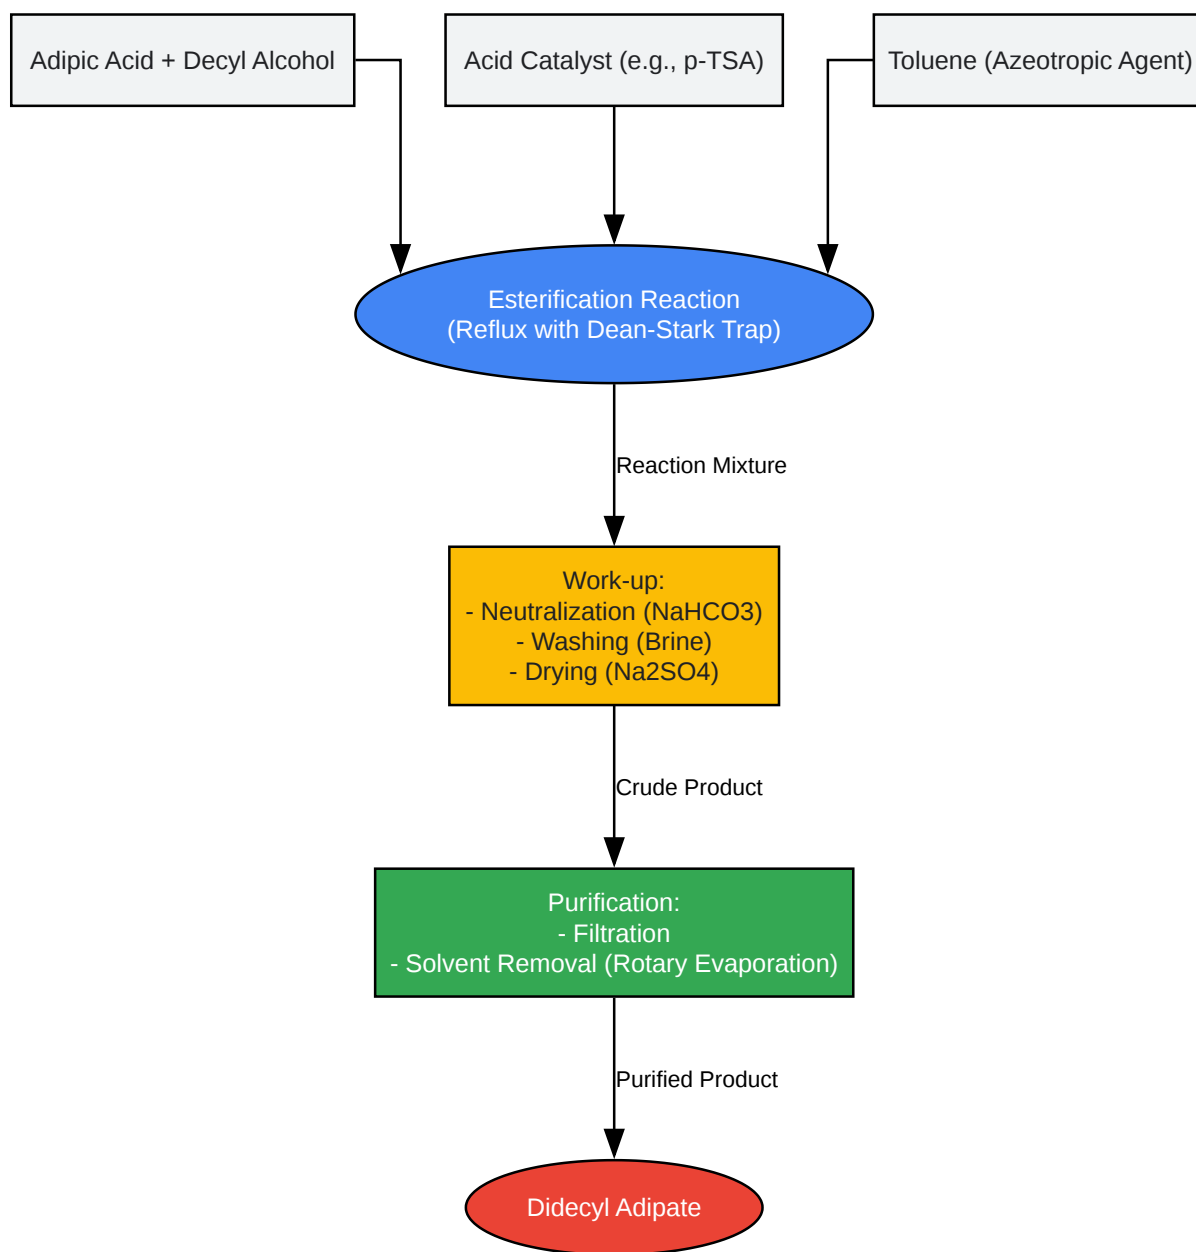 Adipic Acid + Decyl Alcohol
Acid Catalyst (e.g., p-TSA)
Toluene (Azeotropic Agent)
Esterification Reaction
(Reflux with Dean-Stark Trap)
Reaction Mixture
Work-up:
- Neutralization (NaHCO3)
- Washing (Brine)
- Drying (Na2SO4)
Crude Product
Purification:
- Filtration
- Solvent Removal (Rotary Evaporation)
Purified Product
Didecyl Adipate